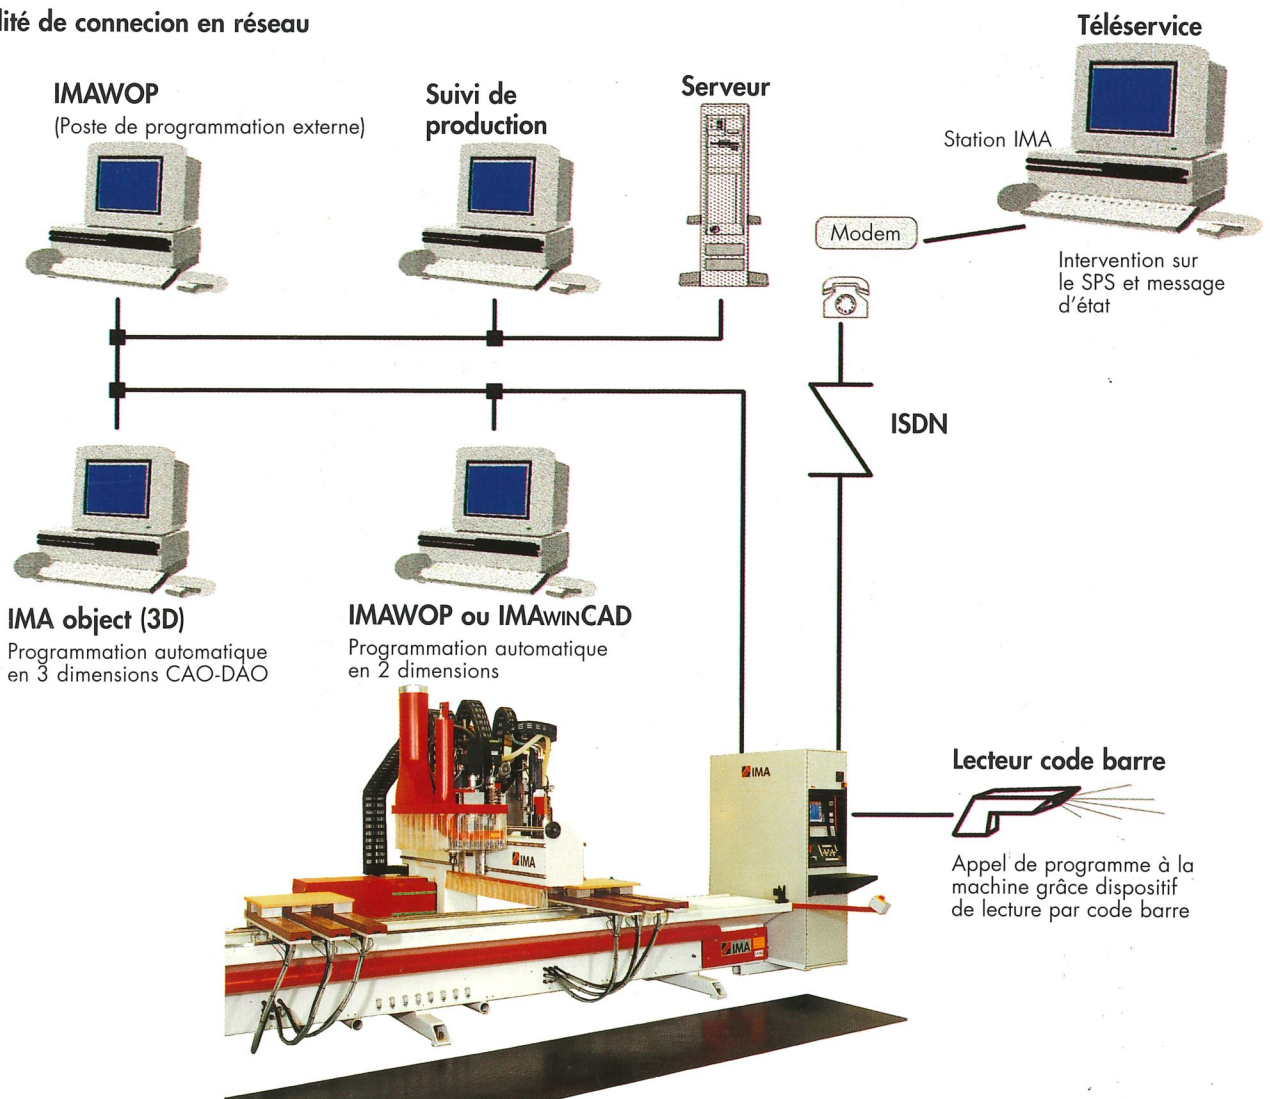 lité de connecion en réseau
Téléservice
IMAWOP
(Poste de programmation externe)
Suivi de
production
Serveur
Station IMA
Modem
Intervention sur
le SPS et message
d'état
ISDN
IMA object (3D)
Programmation automatique
en 3 dimensions CAO-DAO
IMAWOP ou IMAWINCAD
Programmation automatique
en 2 dimensions
IMA
IMA
IMA
Lecteur code barre
Appel de programme à la
machine grâce dispositif
de lecture par code barre